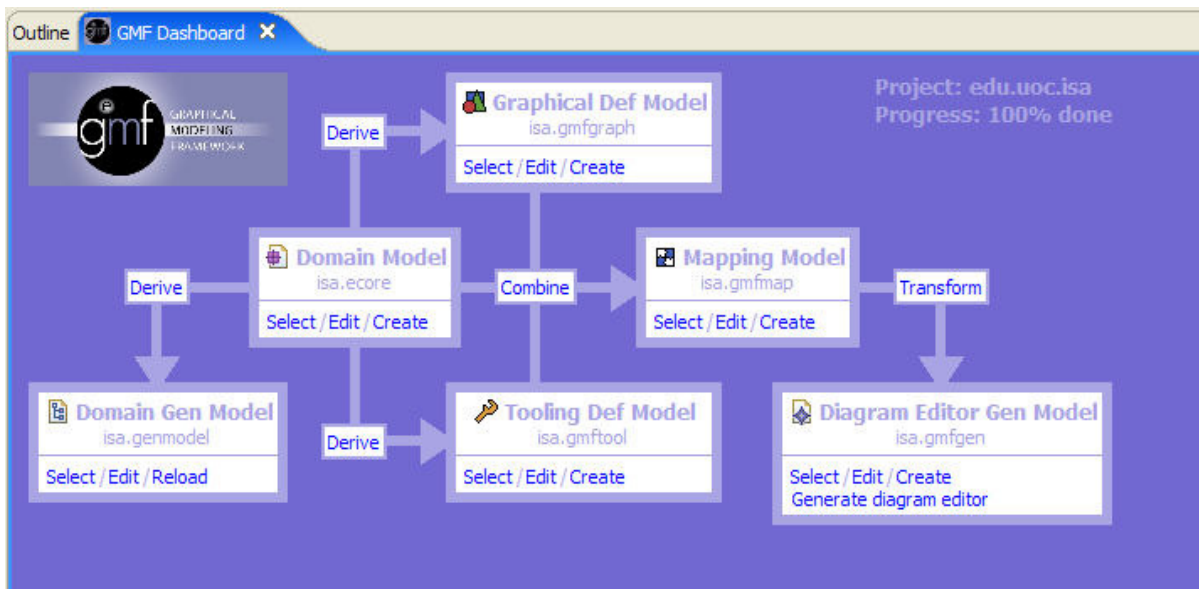 Outline GMF Dashboard
gmf GRAPHICAL
MODELING
FRAMEWORK
Project: edu.uoc.isa
Progress: 100% done
Derive
Graphical Def Model
isa.gmfgraph
Select / Edit / Create
Derive
Domain Model
isa.ecore
Select / Edit / Create
Combine
Mapping Model
isa.gmfmap
Select / Edit / Create
Transform
Domain Gen Model
isa.genmodel
Select / Edit / Reload
Derive
Tooling Def Model
isa.gmftool
Select / Edit / Create
Diagram Editor Gen Model
isa.gmfgen
Select / Edit / Create
Generate diagram editor